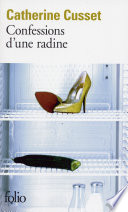 Catherine Cusset
Confessions
d'une radine
folio